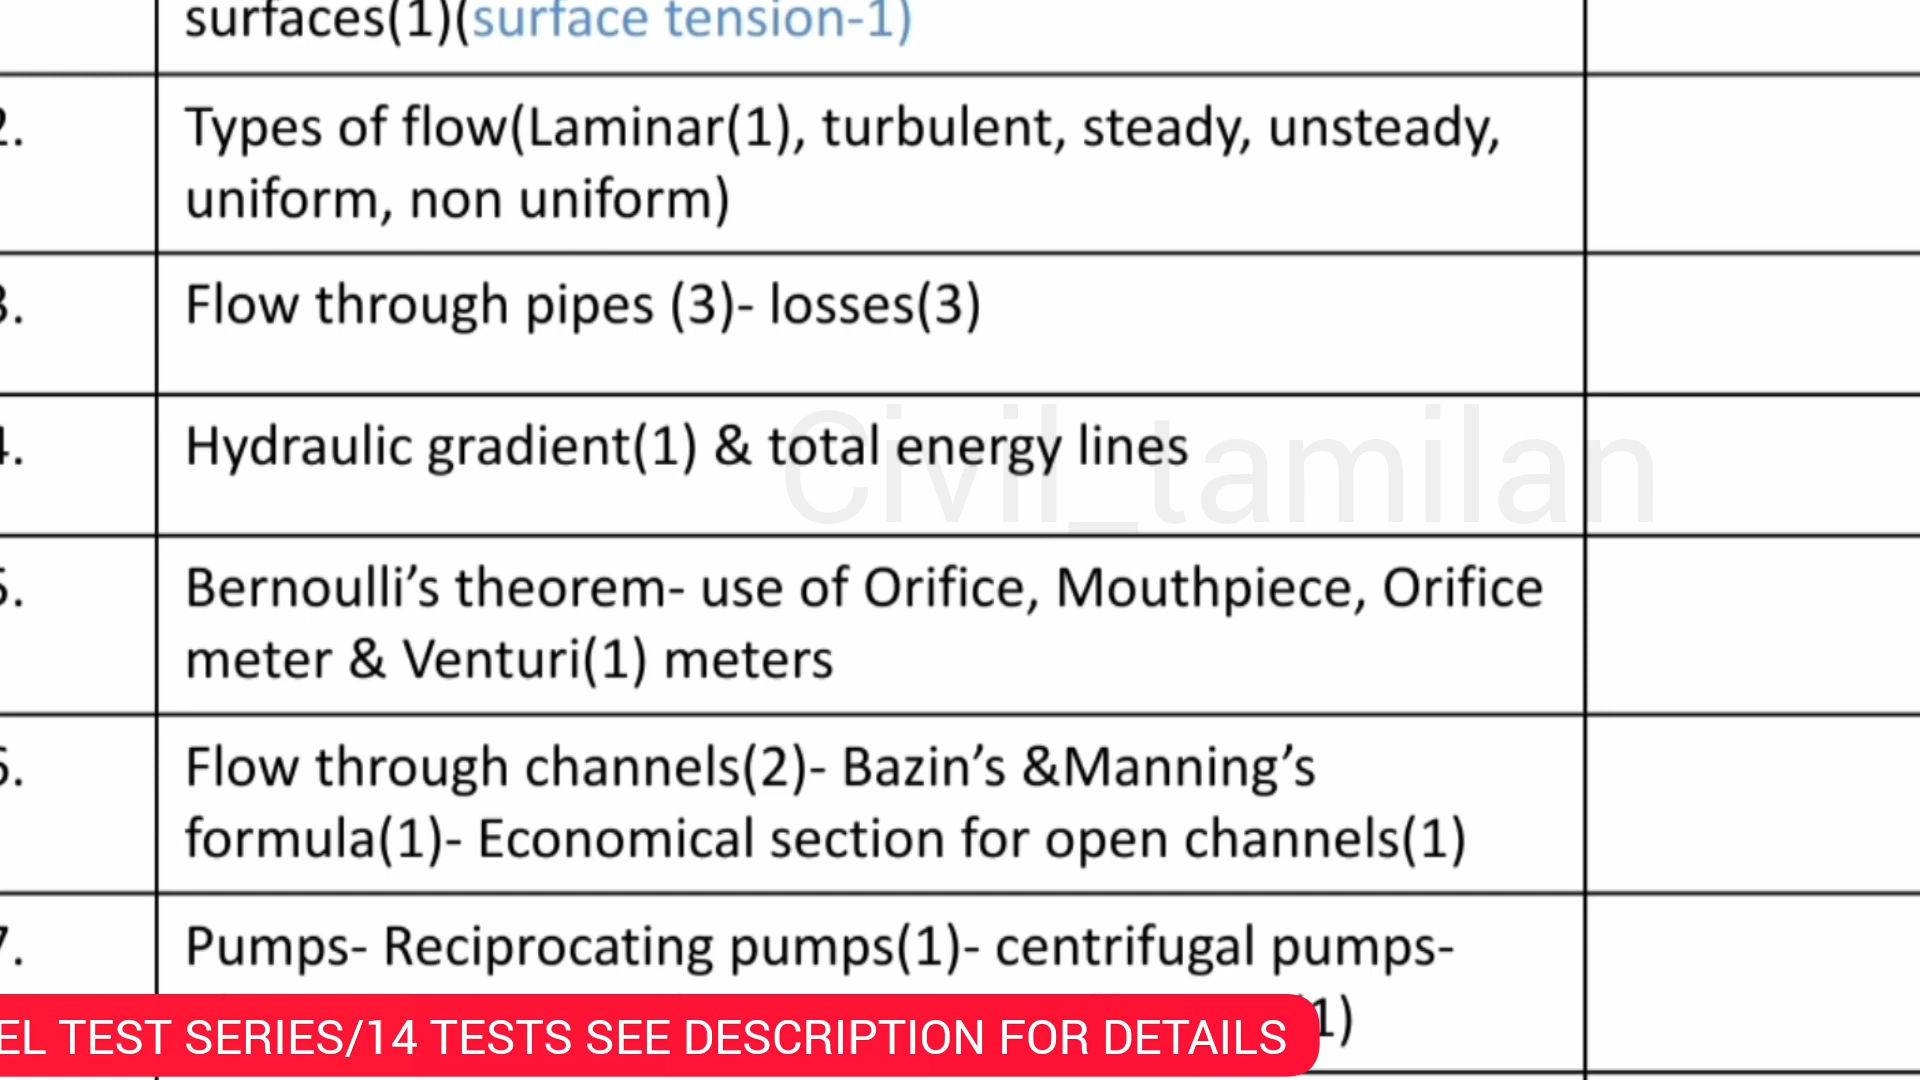 surfaces(1)(surface tension-1)
2.
Types of flow(Laminar(1), turbulent, steady, unsteady,
uniform, non uniform)
3.
Flow through pipes (3)- losses(3)
4.
Hydraulic gradient(1) & total energy lines
Civil_tamilan
5.
Bernoulli’s theorem- use of Orifice, Mouthpiece, Orifice
meter & Venturi(1) meters
6.
Flow through channels(2)- Bazin’s &Manning’s
formula(1)- Economical section for open channels(1)
7.
Pumps- Reciprocating pumps(1)- centrifugal pumps-
1)
EL TEST SERIES/14 TESTS SEE DESCRIPTION FOR DETAILS